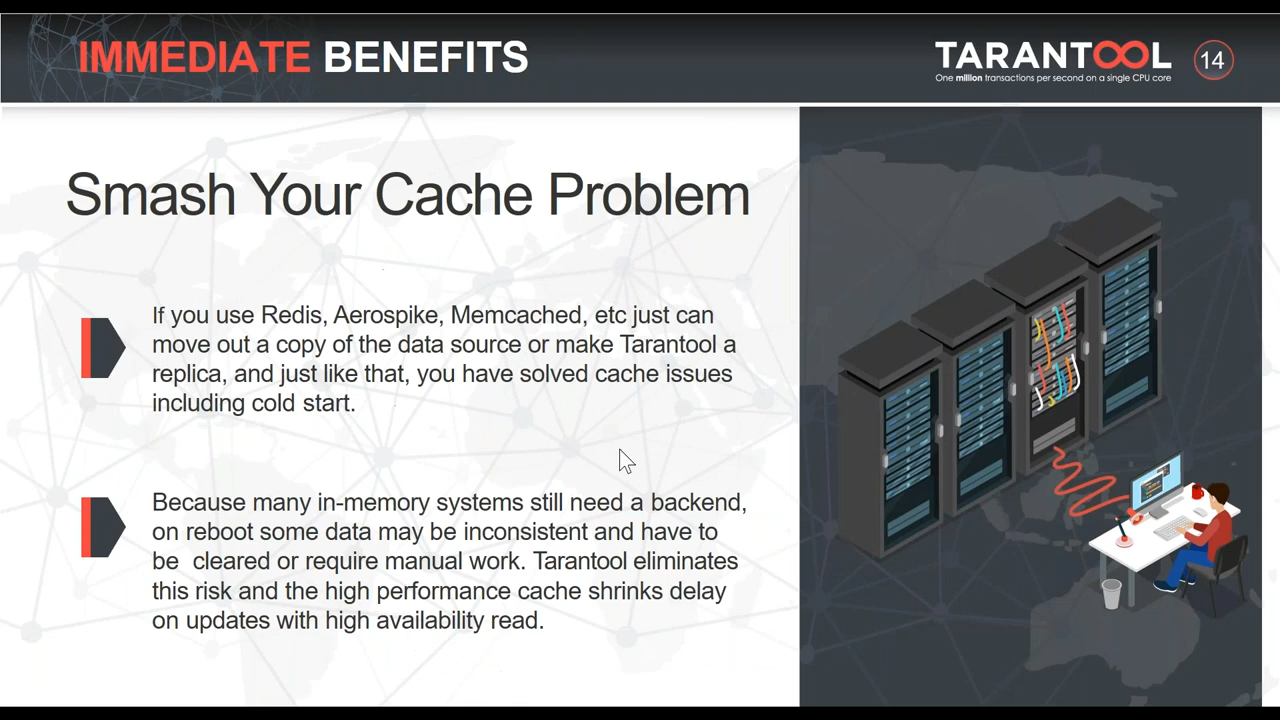 IMMEDIATE BENEFITS
TARANTOOL
One million transactions per second on a single CPU core
14
Smash Your Cache Problem
If you use Redis, Aerospike, Memcached, etc just can
move out a copy of the data source or make Tarantool a
replica, and just like that, you have solved cache issues
including cold start.
Because many in-memory systems still need a backend,
on reboot some data may be inconsistent and have to
be  cleared or require manual work. Tarantool eliminates
this risk and the high performance cache shrinks delay
on updates with high availability read.